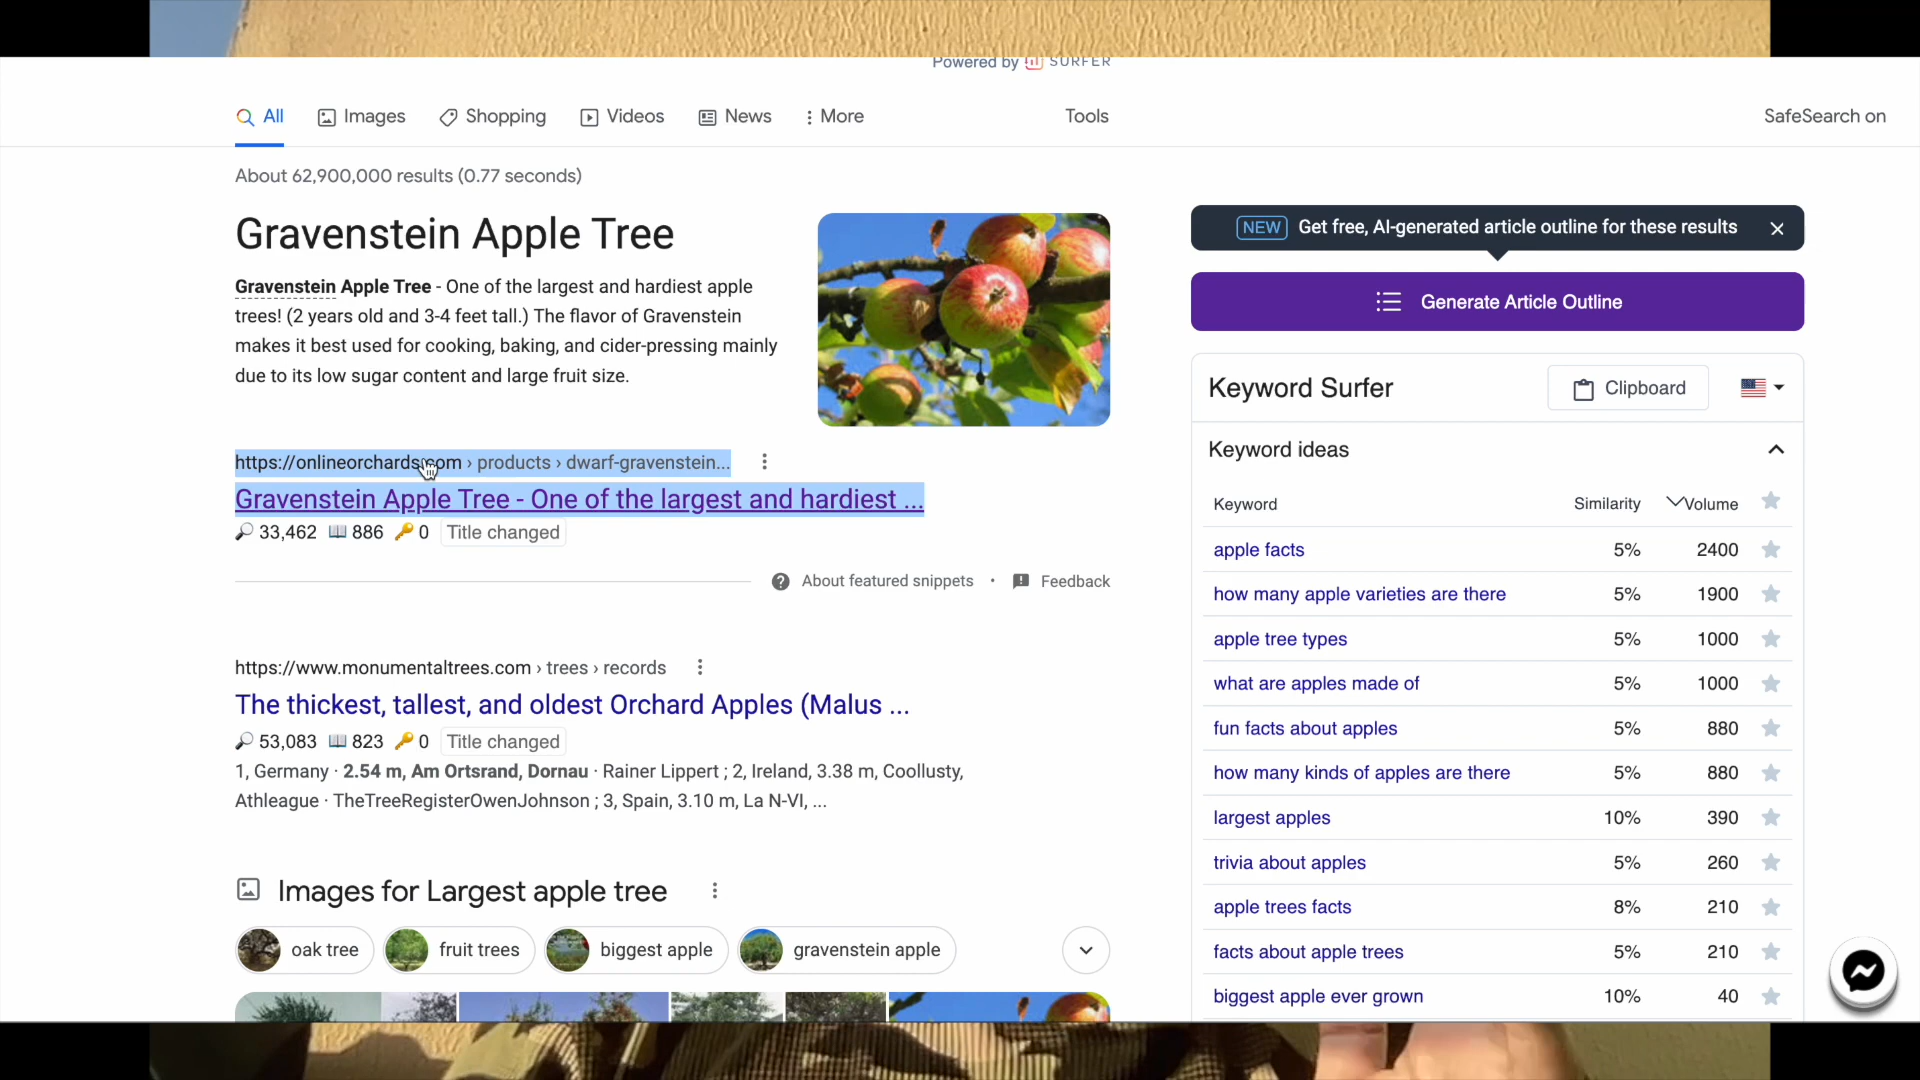 Powered by SURFER
All Images Shopping Videos News More Tools SafeSearch on
About 62,900,000 results (0.77 seconds)
Gravenstein Apple Tree
Gravenstein Apple Tree - One of the largest and hardiest apple
trees! (2 years old and 3-4 feet tall.) The flavor of Gravenstein
makes it best used for cooking, baking, and cider-pressing mainly
due to its low sugar content and large fruit size.
https://onlineorchards.com › products › dwarf-gravenstein...
Gravenstein Apple Tree - One of the largest and hardiest ...
33,462 886 0 Title changed
About featured snippets • Feedback
https://www.monumentaltrees.com › trees › records
The thickest, tallest, and oldest Orchard Apples (Malus ...
53,083 823 0 Title changed
1, Germany · 2.54 m, Am Ortsrand, Dornau · Rainer Lippert ; 2, Ireland, 3.38 m, Coollusty,
Athleague · TheTreeRegisterOwenJohnson ; 3, Spain, 3.10 m, La N-VI, ...
Images for Largest apple tree
oak tree fruit trees biggest apple gravenstein apple
NEW Get free, AI-generated article outline for these results
Generate Article Outline
Keyword Surfer Clipboard
Keyword ideas
Keyword Similarity Volume
apple facts 5% 2400
how many apple varieties are there 5% 1900
apple tree types 5% 1000
what are apples made of 5% 1000
fun facts about apples 5% 880
how many kinds of apples are there 5% 880
largest apples 10% 390
trivia about apples 5% 260
apple trees facts 8% 210
facts about apple trees 5% 210
biggest apple ever grown 10% 40